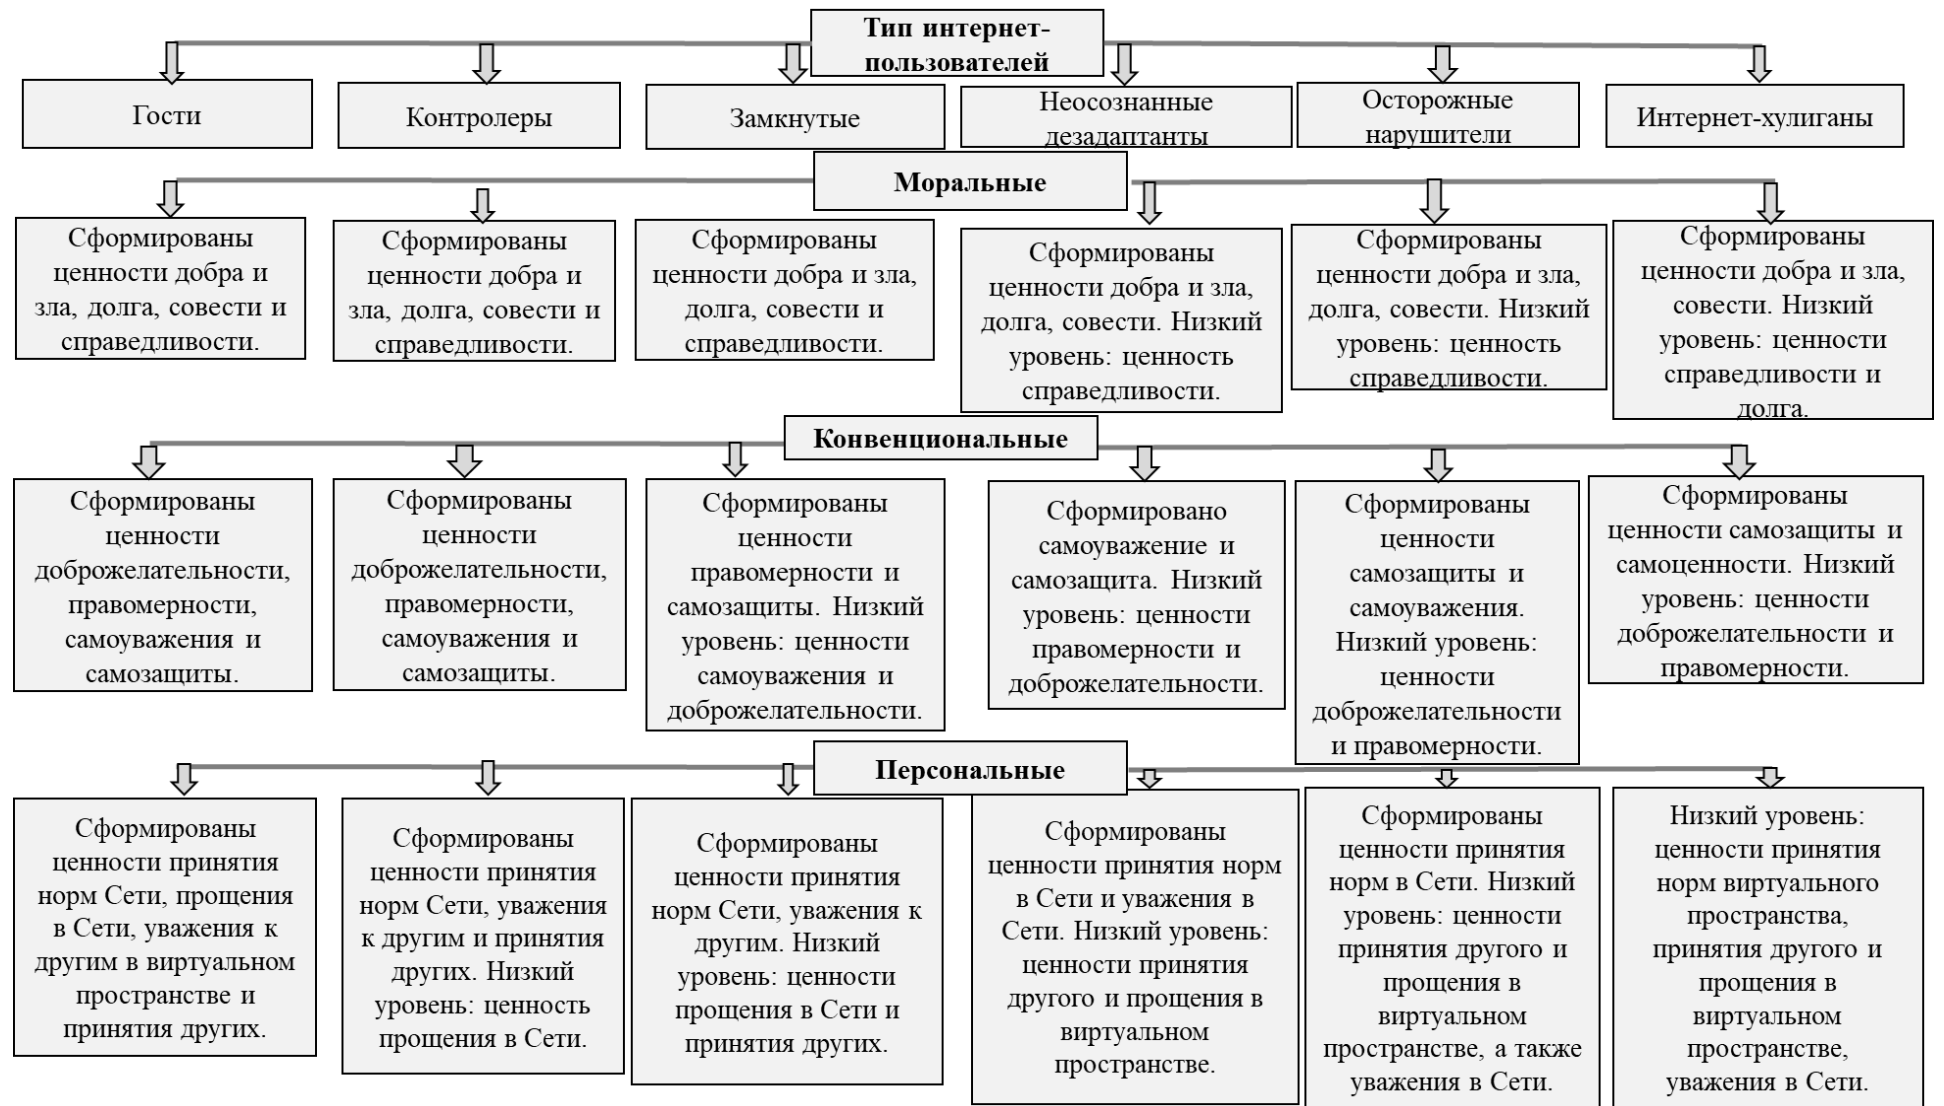 Тип интернет-
пользователей
Гости
Контролеры
Замкнутые
Неосознанные
дезадаптанты
Осторожные
нарушители
Интернет-хулиганы
Моральные
Сформированы
ценности добра и
зла, долга, совести и
справедливости.
Сформированы
ценности добра и
зла, долга, совести и
справедливости.
Сформированы
ценности добра и зла,
долга, совести и
справедливости.
Сформированы
ценности добра и зла,
долга, совести. Низкий
уровень: ценность
справедливости.
Сформированы
ценности добра и зла,
долга, совести. Низкий
уровень: ценность
справедливости.
Сформированы
ценности добра и зла,
совести. Низкий
уровень: ценности
справедливости и
долга.
Конвенциональные
Сформированы
ценности
доброжелательности,
правомерности,
самоуважения и
самозащиты.
Сформированы
ценности
доброжелательности,
правомерности,
самоуважения и
самозащиты.
Сформированы
ценности
правомерности и
самозащиты. Низкий
уровень: ценности
самоуважения и
доброжелательности.
Сформировано
самоуважение и
самозащита. Низкий
уровень: ценности
правомерности и
доброжелательности.
Сформированы
ценности
самозащиты и
самоуважения.
Низкий уровень:
ценности
доброжелательности
и правомерности.
Сформированы
ценности самозащиты и
самоценности. Низкий
уровень: ценности
доброжелательности и
правомерности.
Персональные
Сформированы
ценности принятия
норм Сети, прощения
в Сети, уважения к
другим в виртуальном
пространстве и
принятия других.
Сформированы
ценности принятия
норм Сети, уважения
к другим и принятия
других. Низкий
уровень: ценность
прощения в Сети.
Сформированы
ценности принятия
норм Сети, уважения к
другим. Низкий
уровень: ценности
прощения в Сети и
принятия других.
Сформированы
ценности принятия норм
в Сети и уважения в
Сети. Низкий уровень:
ценности принятия
другого и прощения в
виртуальном
пространстве.
Сформированы
ценности принятия
норм в Сети. Низкий
уровень: ценности
принятия другого и
прощения в
виртуальном
пространстве, а также
уважения в Сети.
Низкий уровень:
ценности принятия
норм виртуального
пространства,
принятия другого и
прощения в
виртуальном
пространстве,
уважения в Сети.